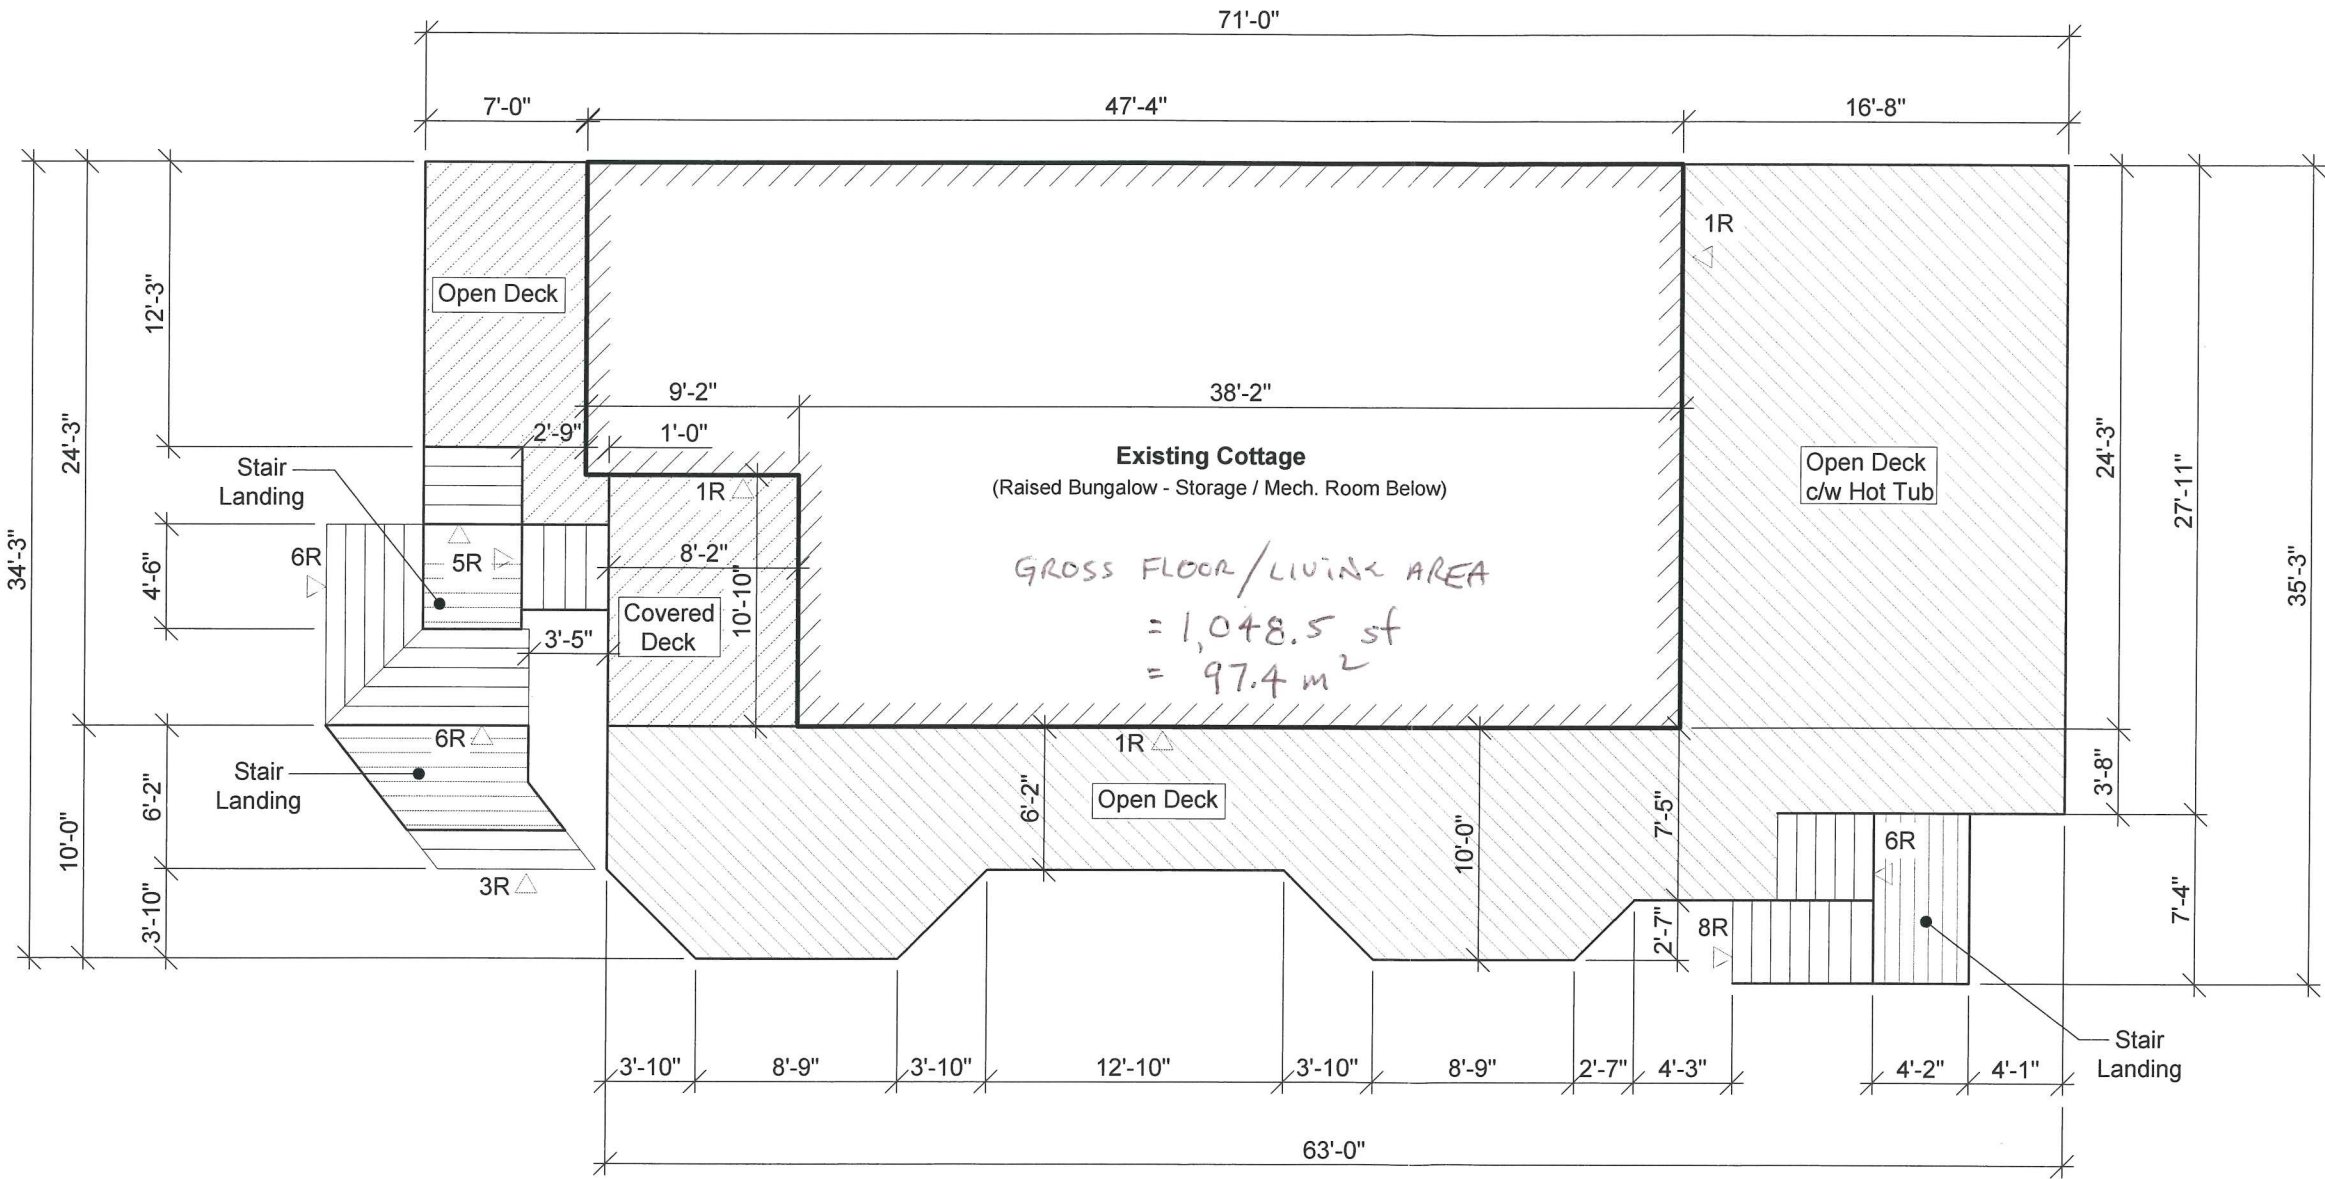 71'-0"
7'-0"
47'-4"
16'-8"
1R
12'-3"
Open Deck
9'-2"
38'-2"
24'-3"
2'-9"
1'-0"
Existing Cottage
(Raised Bungalow - Storage / Mech. Room Below)
Stair
Landing
1R
Open Deck
c/w Hot Tub
24'-3"
27'-11"
34'-3"
4'-6"
6R
5R
8'-2"
10'-10"
GROSS FLOOR/LIVING AREA
= 1,048.5 sf
= 97.4 m²
35'-3"
Covered
Deck
3'-5"
6R
1R
Stair
Landing
6'-2"
10'-0"
6'-2"
Open Deck
10'-0"
7'-5"
3'-8"
6R
3R
3'-10"
2'-7"
8R
7'-4"
Stair
Landing
3'-10"
8'-9"
3'-10"
12'-10"
3'-10"
8'-9"
2'-7"
4'-3"
4'-2"
4'-1"
63'-0"